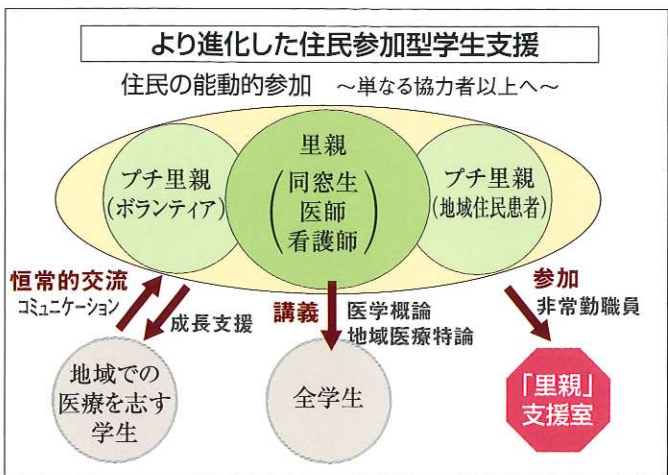 より進化した住民参加型学生支援
住民の能動的参加 ～単なる協力者以上へ～
プチ里親
(ボランティア)
里親
(同窓生
医師
看護師)
プチ里親
(地域住民患者)
恒常的交流
コミュニケーション
成長支援
講義
医学概論
地域医療特論
参加
非常勤職員
地域での
医療を志す
学生
全学生
「里親」
支援室